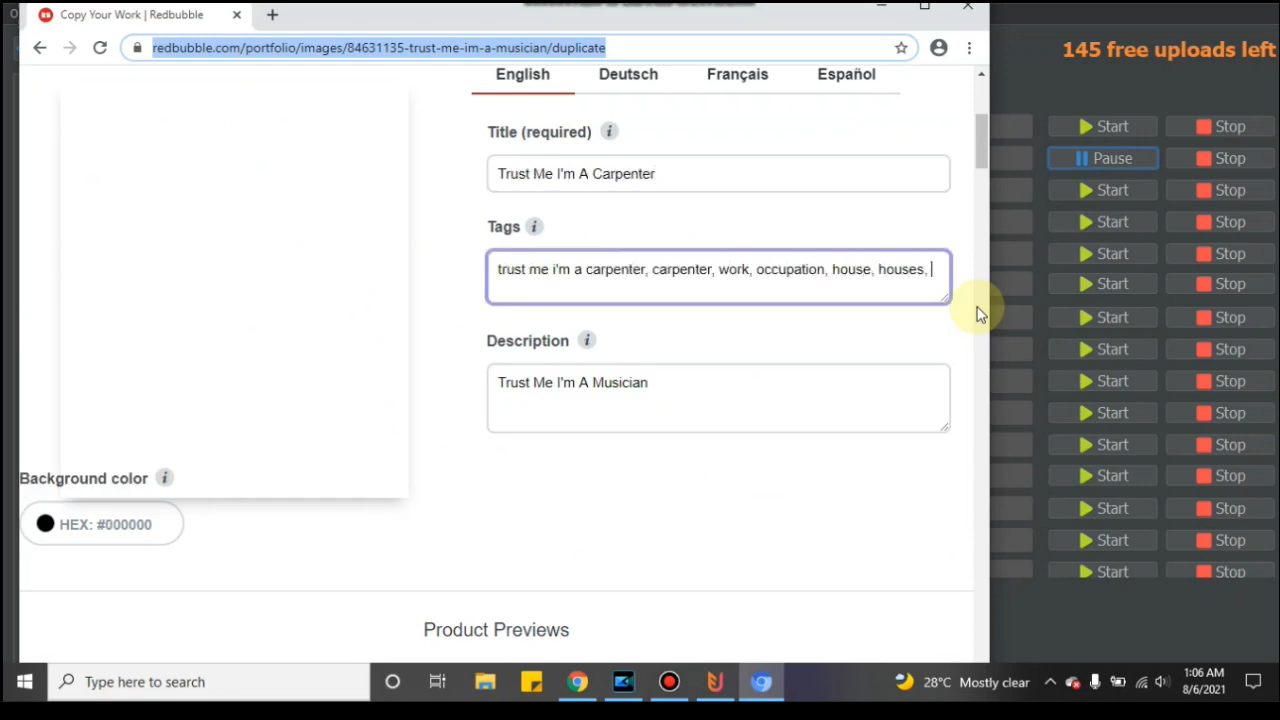 Copy Your Work | Redbubble
redbubble.com/portfolio/images/84631135-trust-me-im-a-musician/duplicate
145 free uploads left
English
Deutsch
Français
Español
Title (required)
Trust Me I'm A Carpenter
Tags
trust me i'm a carpenter, carpenter, work, occupation, house, houses,
Description
Trust Me I'm A Musician
Background color
HEX: #000000
Product Previews
Start Stop
Pause Stop
Start Stop
Start Stop
Start Stop
Start Stop
Start Stop
Start Stop
Start Stop
Start Stop
Start Stop
Start Stop
Start Stop
Start Stop
Start Stop
Type here to search
28°C Mostly clear
1:06 AM
8/6/2021